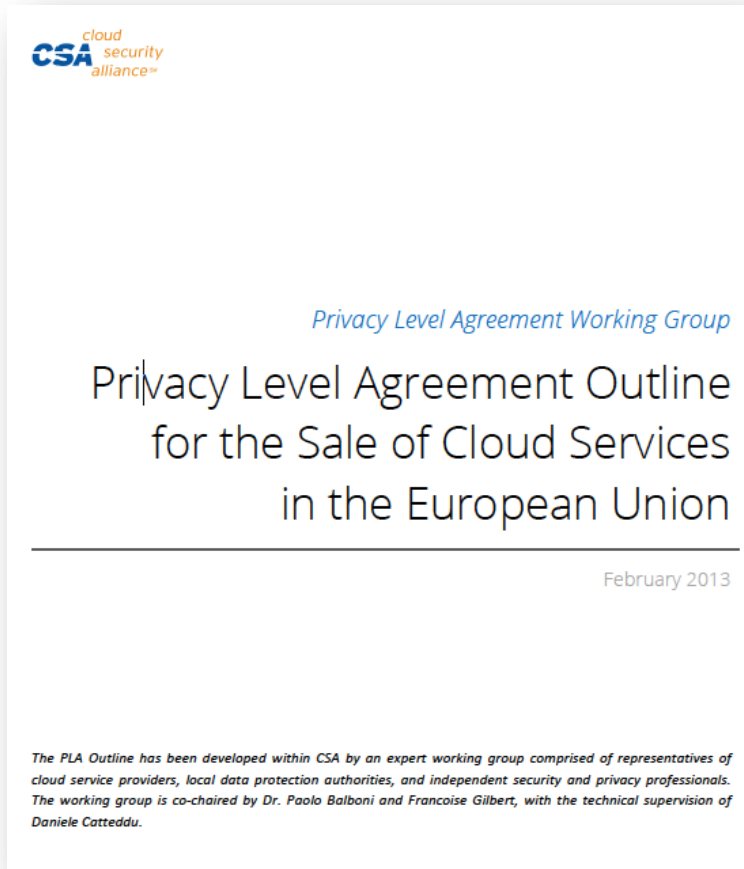 cloud
CSA security
alliance℠
Privacy Level Agreement Working Group
Privacy Level Agreement Outline
for the Sale of Cloud Services
in the European Union
February 2013
The PLA Outline has been developed within CSA by an expert working group comprised of representatives of
cloud service providers, local data protection authorities, and independent security and privacy professionals.
The working group is co-chaired by Dr. Paolo Balboni and Francoise Gilbert, with the technical supervision of
Daniele Catteddu.